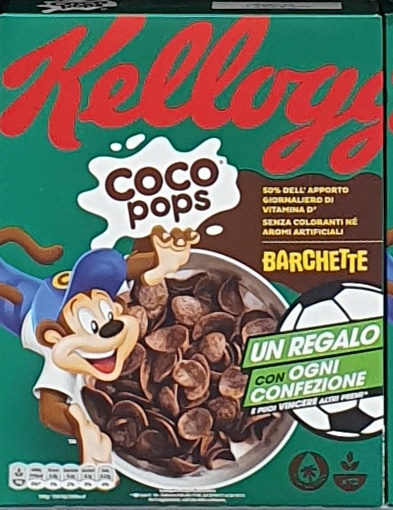 Kellogg
COCO
pops
50% DELL'APPORTO
GIORNALIERO DI
VITAMINA D*
SENZA COLORANTI NÉ
AROMI ARTIFICIALI
BARCHETTE
UN REGALO
CON OGNI
CONFEZIONE
E PUOI VINCERE ALTRI PREMI*